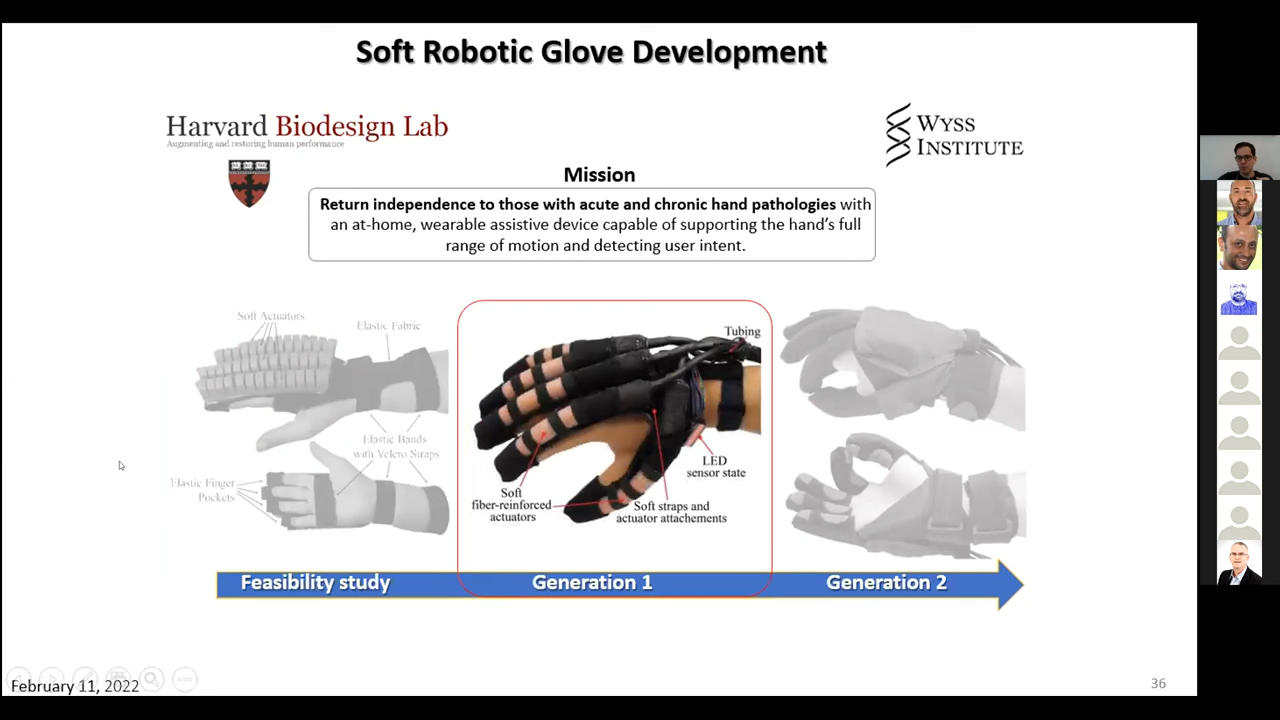 Soft Robotic Glove Development
Harvard Biodesign Lab
Augmenting and restoring human performance
WYSS
INSTITUTE
Mission
Return independence to those with acute and chronic hand pathologies with
an at-home, wearable assistive device capable of supporting the hand's full
range of motion and detecting user intent.
Soft Actuators
Elastic Fabric
Elastic Bands
with Velcro Straps
Elastic Finger
Pockets
Tubing
LED
sensor state
Soft
fiber-reinforced
actuators
Soft straps and
actuator attachements
Feasibility study
Generation 1
Generation 2
February 11, 2022
36